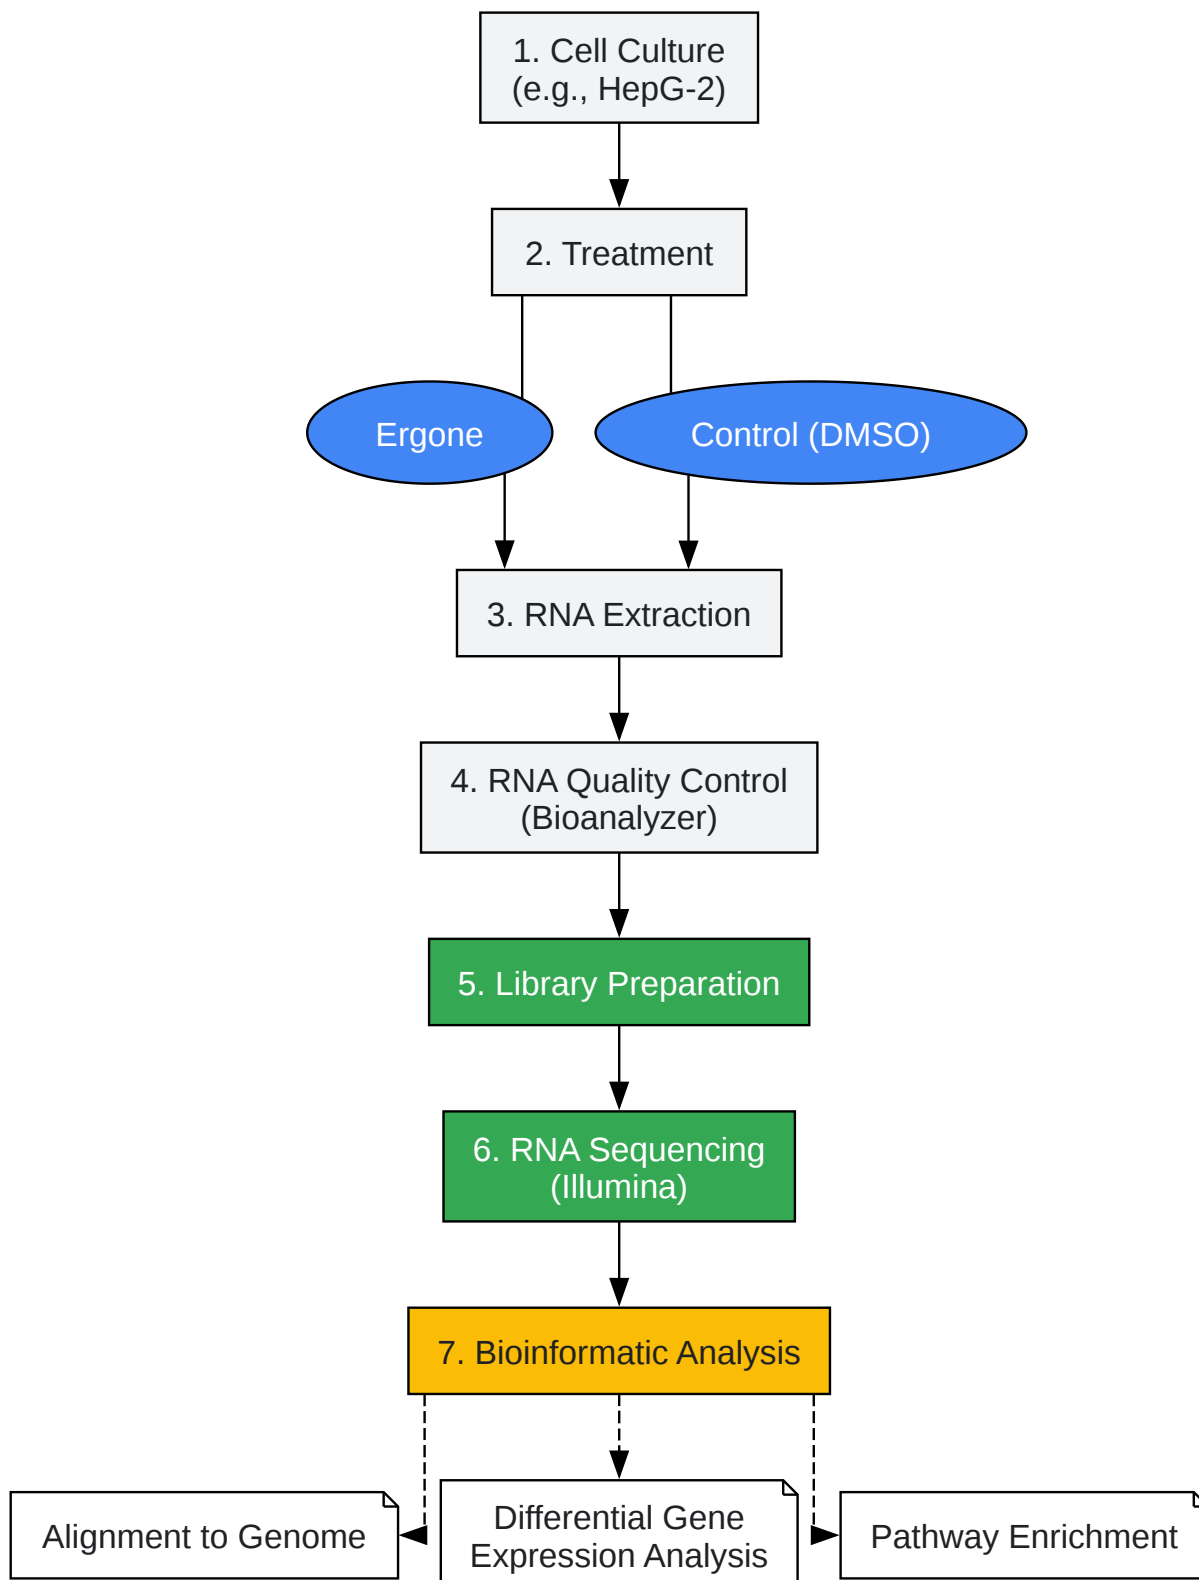 1. Cell Culture
(e.g., HepG-2)
2. Treatment
Ergone
Control (DMSO)
3. RNA Extraction
4. RNA Quality Control
(Bioanalyzer)
5. Library Preparation
6. RNA Sequencing
(Illumina)
7. Bioinformatic Analysis
Alignment to Genome
Differential Gene
Expression Analysis
Pathway Enrichment